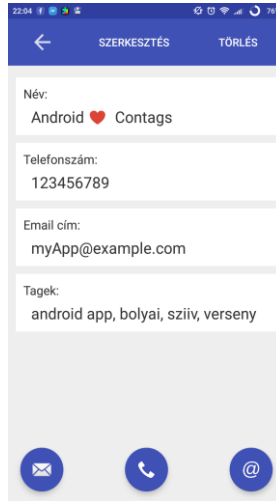 22:04
76%
SZERKESZTÉS TÖRLÉS
Név:
Android ❤ Contags
Telefonszám:
123456789
Email cím:
myApp@example.com
Tagek:
android app, bolyai, sziiv, verseny
@